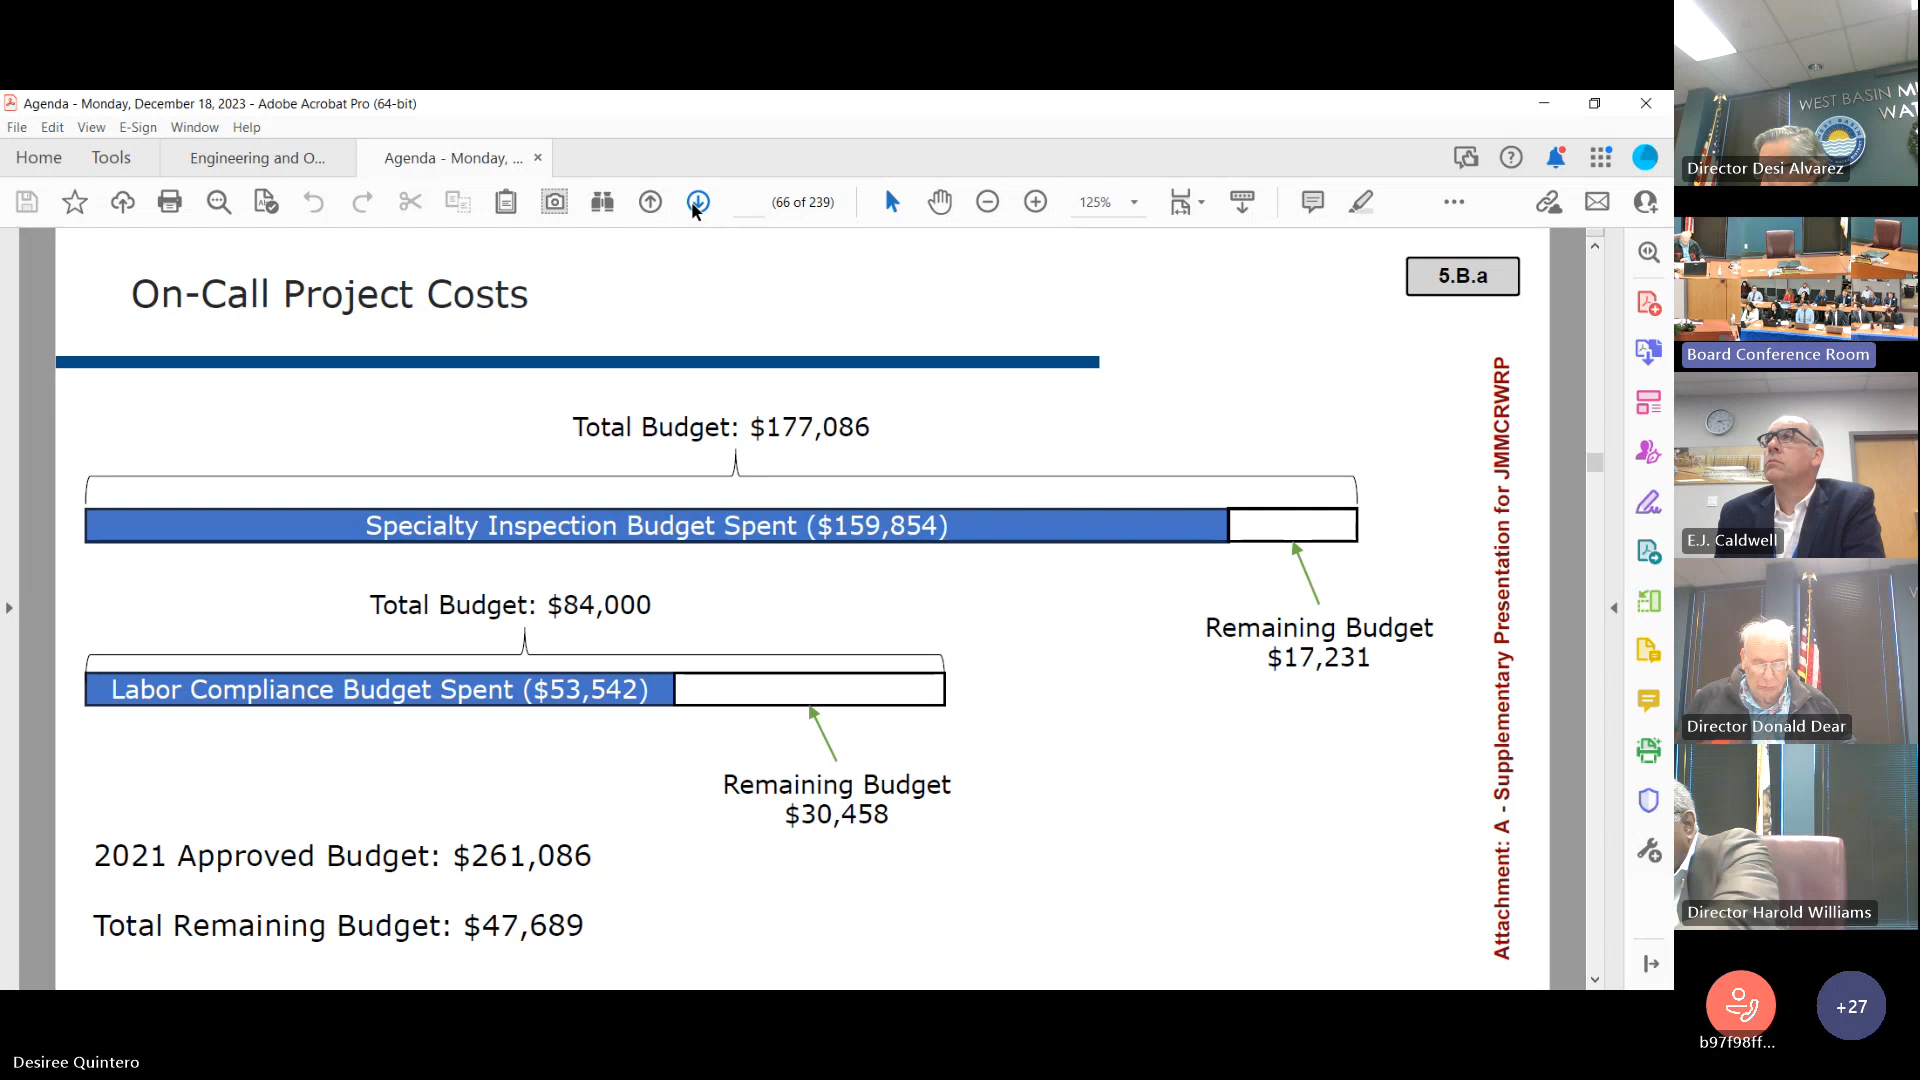 Agenda - Monday, December 18, 2023 - Adobe Acrobat Pro (64-bit)
File Edit View E-Sign Window Help
Home Tools Engineering and O... Agenda - Monday, ... ×
(66 of 239) 125%
On-Call Project Costs
5.B.a
Total Budget: $177,086
Specialty Inspection Budget Spent ($159,854)
Remaining Budget
$17,231
Total Budget: $84,000
Labor Compliance Budget Spent ($53,542)
Remaining Budget
$30,458
2021 Approved Budget: $261,086
Total Remaining Budget: $47,689
Attachment: A - Supplementary Presentation for JMMCRWRP
WEST BASIN
WAT
Director Desi Alvarez
Board Conference Room
E.J. Caldwell
Director Donald Dear
Director Harold Williams
b97f98ff...
+27
Desiree Quintero